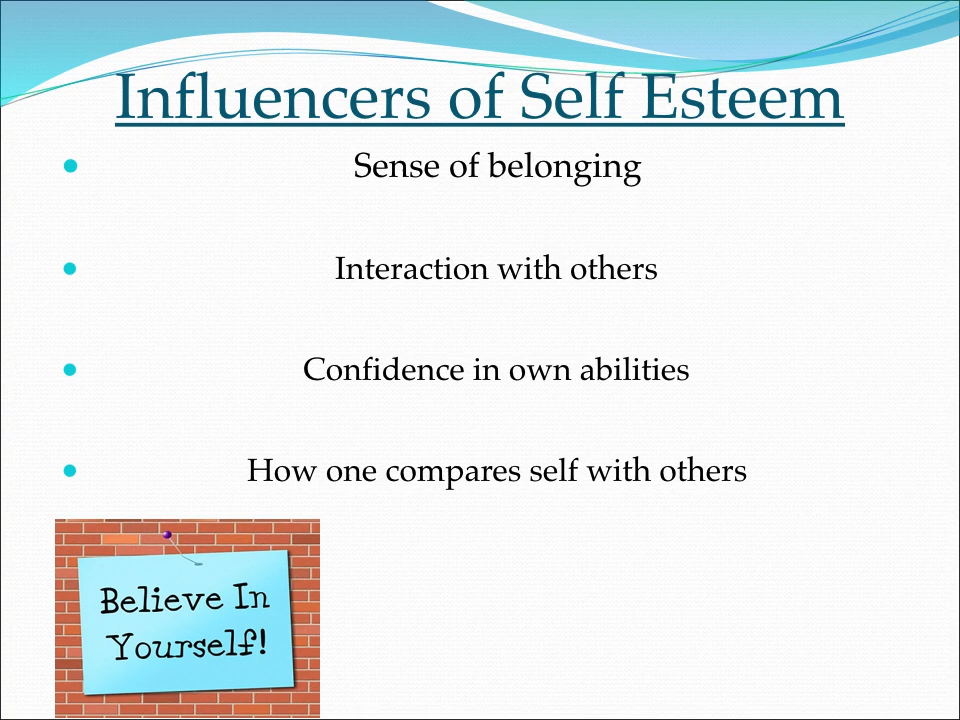 Influencers of Self Esteem
Sense of belonging
Interaction with others
Confidence in own abilities
How one compares self with others
Believe In
Yourself!